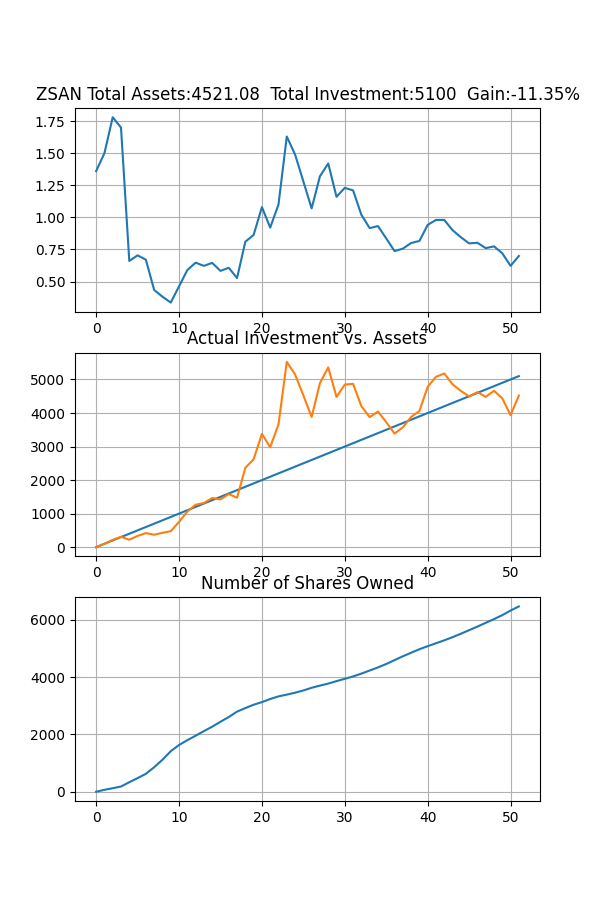 ZSAN Total Assets:4521.08  Total Investment:5100  Gain:-11.35%
1.75
1.50
1.25
1.00
0.75
0.50
0 10 20 30 40 50
Actual Investment vs. Assets
5000
4000
3000
2000
1000
0
0 10 20 30 40 50
Number of Shares Owned
6000
4000
2000
0
0 10 20 30 40 50